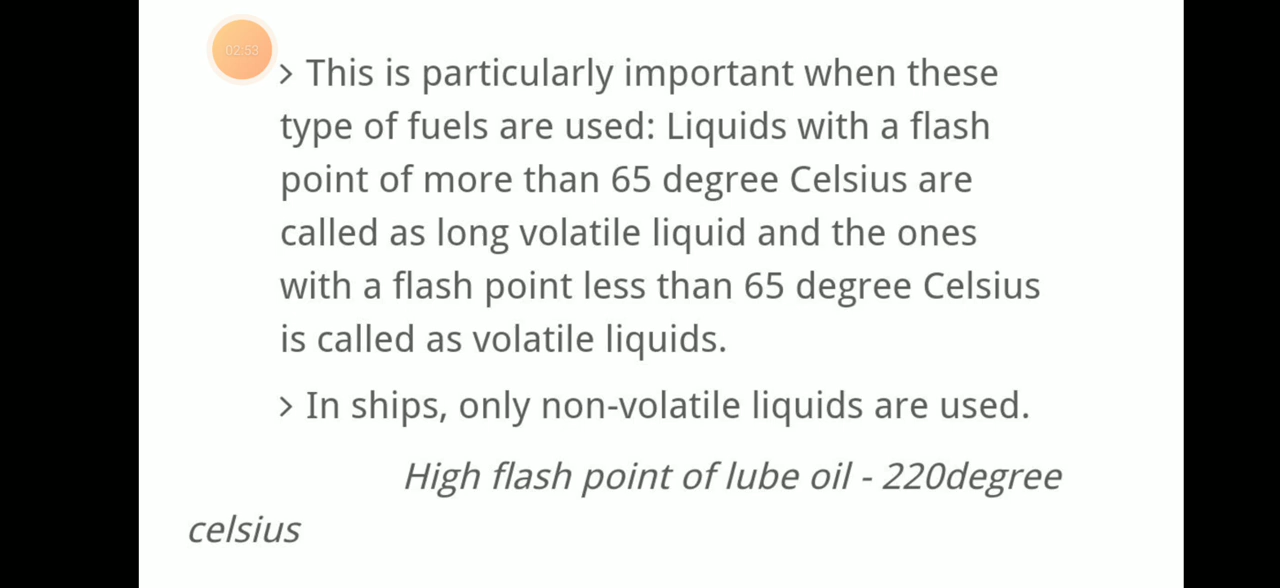 02:53
> This is particularly important when these
type of fuels are used: Liquids with a flash
point of more than 65 degree Celsius are
called as long volatile liquid and the ones
with a flash point less than 65 degree Celsius
is called as volatile liquids.
> In ships, only non-volatile liquids are used.
High flash point of lube oil - 220degree
celsius